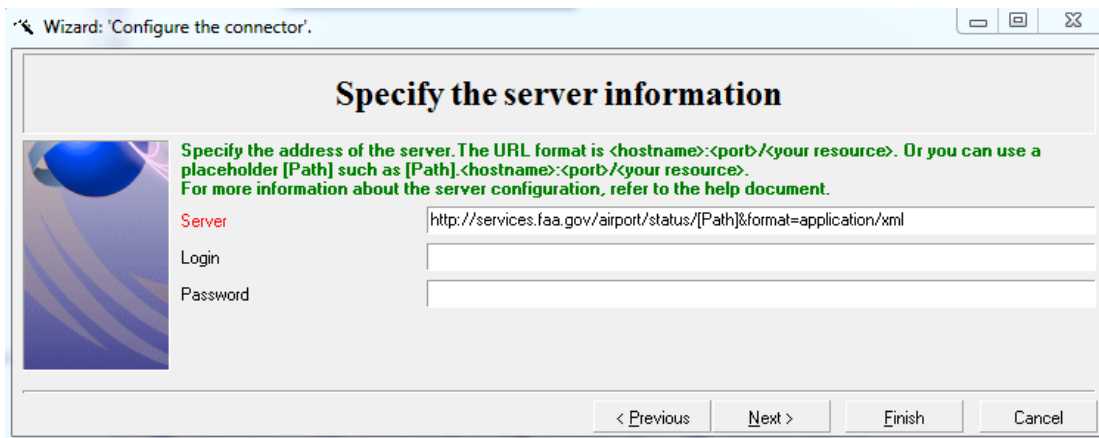 Wizard: 'Configure the connector'.
Specify the server information
Specify the address of the server.The URL format is <hostname>:<port>/<your resource>. Or you can use a
placeholder [Path] such as [Path].<hostname>:<port>/<your resource>.
For more information about the server configuration, refer to the help document.
Server http://services.faa.gov/airport/status/[Path]&format=application/xml
Login
Password
< Previous Next > Finish Cancel